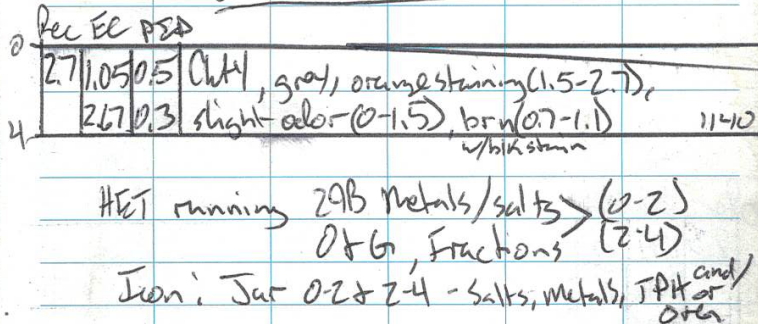 Rec EC PID
0
2.7 1.05 0.5 CH4, gray, orange staining (1.5-2.7),
2.67 0.3 slight odor (0-1.5), brn (0.7-1.1) 1140
4 w/blk stain
HET running 29B Metals/salts > (0-2)
O&G, Fractions (2-4)
Icon: Jar 0-2 & 2-4 - Salts, Metals, TPH and/or